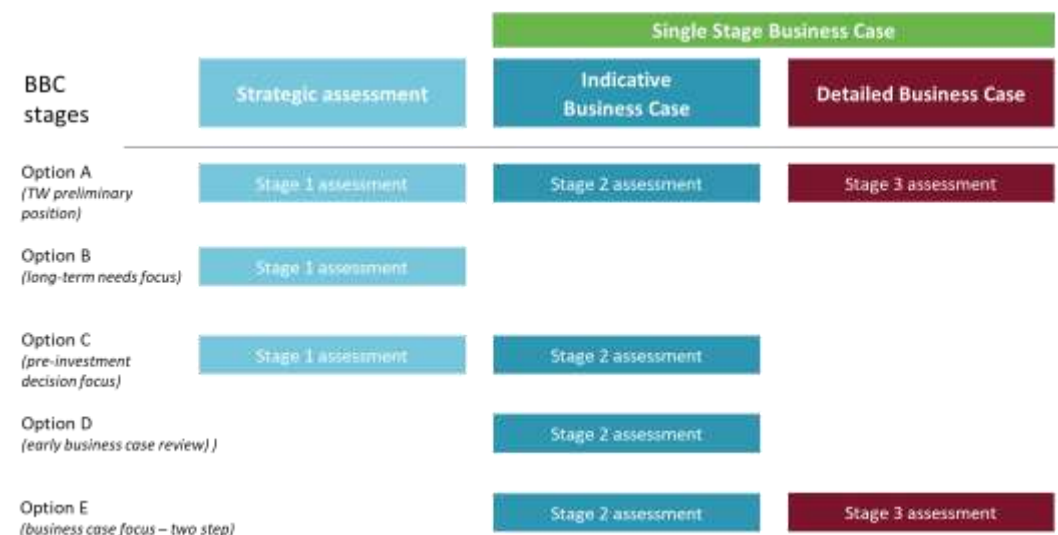 Single Stage Business Case
BBC
stages
Strategic assessment
Indicative
Business Case
Detailed Business Case
Option A
(TW preliminary
position)
Stage 1 assessment
Stage 2 assessment
Stage 3 assessment
Option B
(long-term needs focus)
Stage 1 assessment
Option C
(pre-investment
decision focus)
Stage 1 assessment
Stage 2 assessment
Option D
(early business case review) )
Stage 2 assessment
Option E
(business case focus – two step)
Stage 2 assessment
Stage 3 assessment